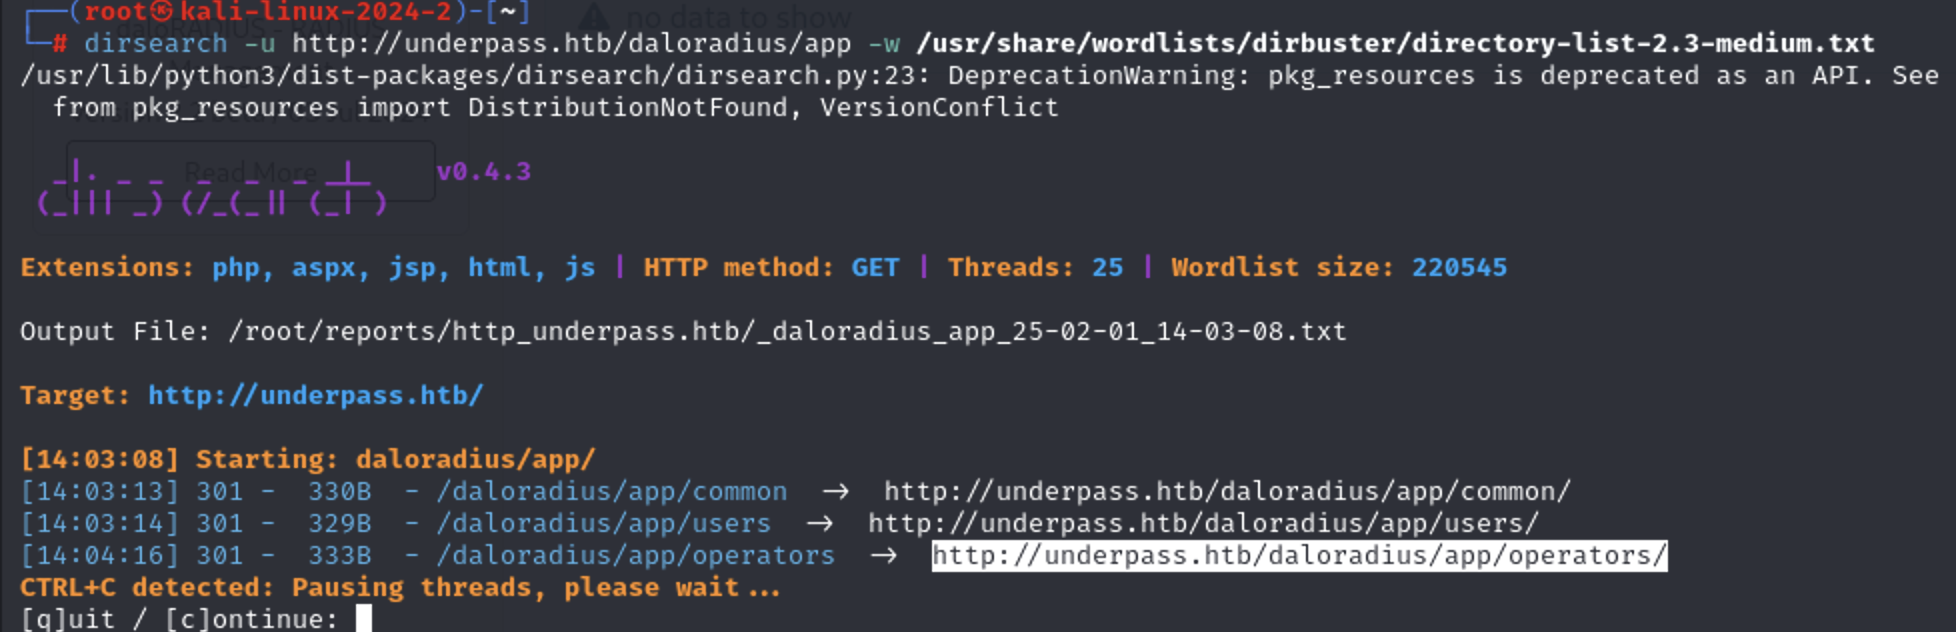 ┌──(root㉿kali-linux-2024-2)-[~]
└─# dirsearch -u http://underpass.htb/daloradius/app -w /usr/share/wordlists/dirbuster/directory-list-2.3-medium.txt
/usr/lib/python3/dist-packages/dirsearch/dirsearch.py:23: DeprecationWarning: pkg_resources is deprecated as an API. See
  from pkg_resources import DistributionNotFound, VersionConflict
no data to show
Read More
  _|. _ _  _  _  _ _|_    v0.4.3
 (_||| _) (/_(_|| (_| )
Extensions: php, aspx, jsp, html, js | HTTP method: GET | Threads: 25 | Wordlist size: 220545
Output File: /root/reports/http_underpass.htb/_daloradius_app_25-02-01_14-03-08.txt
Target: http://underpass.htb/
[14:03:08] Starting: daloradius/app/
[14:03:13] 301 -  330B  - /daloradius/app/common  →  http://underpass.htb/daloradius/app/common/
[14:03:14] 301 -  329B  - /daloradius/app/users  →  http://underpass.htb/daloradius/app/users/
[14:04:16] 301 -  333B  - /daloradius/app/operators  →  http://underpass.htb/daloradius/app/operators/
CTRL+C detected: Pausing threads, please wait...
[q]uit / [c]ontinue: